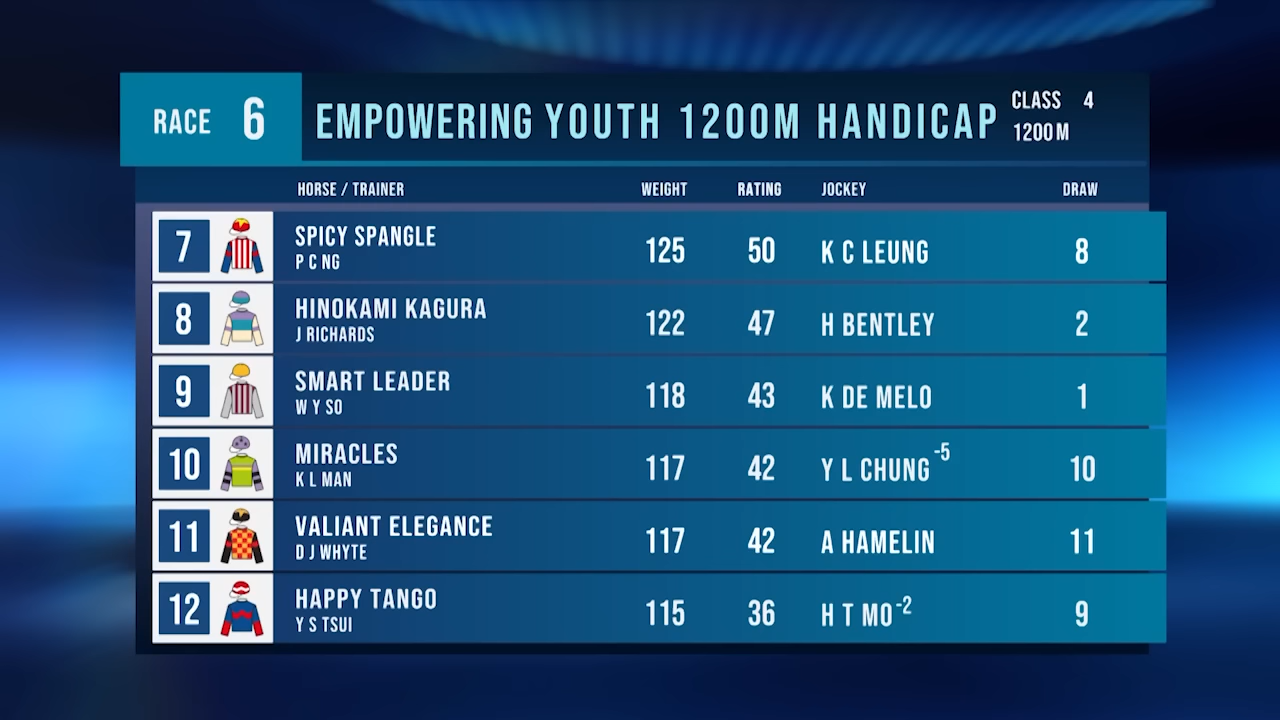 RACE 6 EMPOWERING YOUTH 1200M HANDICAP CLASS 4
1200M
HORSE / TRAINER WEIGHT RATING JOCKEY DRAW
7 SPICY SPANGLE 125 50 K C LEUNG 8
P C NG
8 HINOKAMI KAGURA 122 47 H BENTLEY 2
J RICHARDS
9 SMART LEADER 118 43 K DE MELO 1
W Y SO
10 MIRACLES 117 42 Y L CHUNG -5 10
K L MAN
11 VALIANT ELEGANCE 117 42 A HAMELIN 11
D J WHYTE
12 HAPPY TANGO 115 36 H T MO -2 9
Y S TSUI